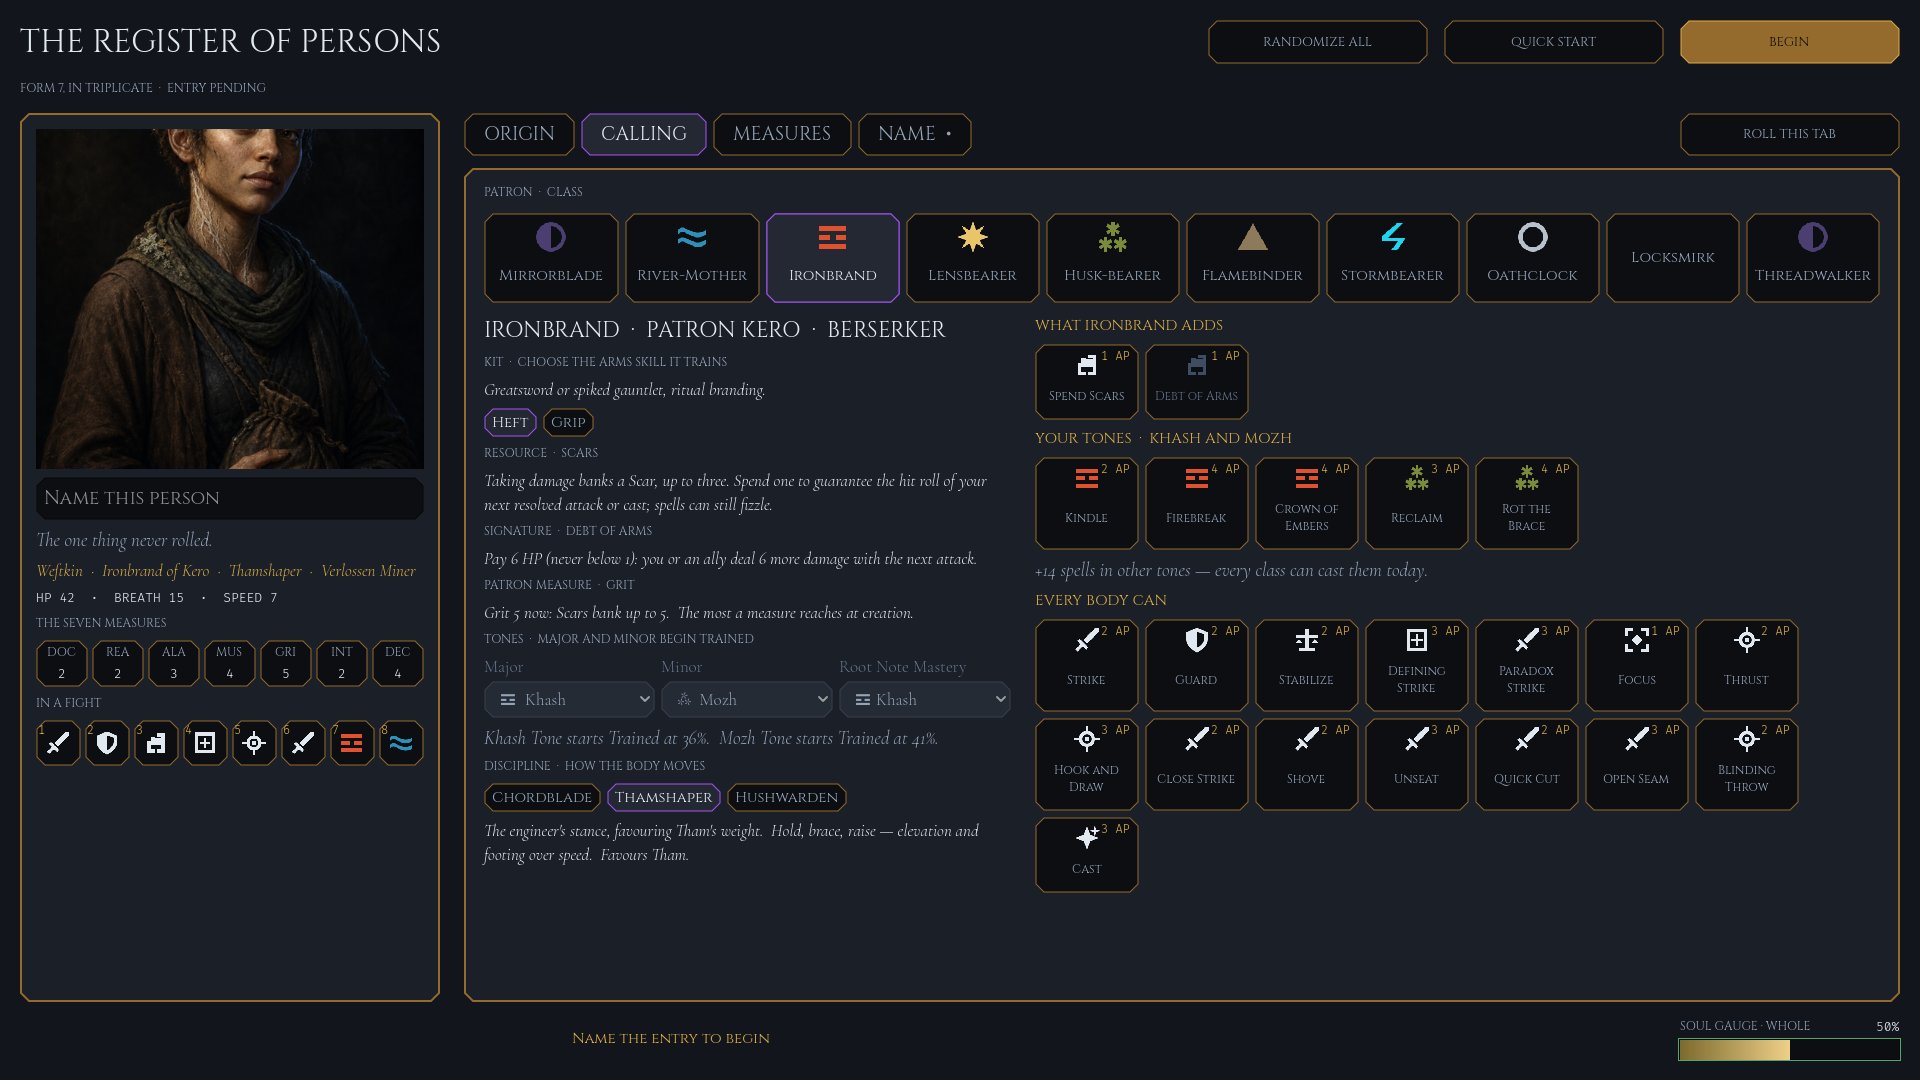 THE REGISTER OF PERSONS
RANDOMIZE ALL
QUICK START
BEGIN
FORM 7, IN TRIPLICATE · ENTRY PENDING
ORIGIN
CALLING
MEASURES
NAME •
ROLL THIS TAB
Name this person
The one thing never rolled.
Weftkin · Ironbrand of Kero · Thamshaper · Verlossen Miner
HP 42 · BREATH 15 · SPEED 7
THE SEVEN MEASURES
DOC REA ALA MUS GRI INT DEC
2 2 3 4 5 2 4
IN A FIGHT
1 2 3 4 5 6 7 8
PATRON · CLASS
Mirrorblade
River-Mother
Ironbrand
Lensbearer
Husk-bearer
Flamebinder
Stormbearer
Oathclock
Locksmirk
Threadwalker
IRONBRAND · PATRON KERO · BERSERKER
KIT · CHOOSE THE ARMS SKILL IT TRAINS
Greatsword or spiked gauntlet, ritual branding.
Heft Grip
RESOURCE · SCARS
Taking damage banks a Scar, up to three. Spend one to guarantee the hit roll of your
next resolved attack or cast; spells can still fizzle.
SIGNATURE · DEBT OF ARMS
Pay 6 HP (never below 1): you or an ally deal 6 more damage with the next attack.
PATRON MEASURE · GRIT
Grit 5 now: Scars bank up to 5. The most a measure reaches at creation.
TONES · MAJOR AND MINOR BEGIN TRAINED
Major Minor Root Note Mastery
Khash Mozh Khash
Khash Tone starts Trained at 36%. Mozh Tone starts Trained at 41%.
DISCIPLINE · HOW THE BODY MOVES
Chordblade Thamshaper Hushwarden
The engineer's stance, favouring Tham's weight. Hold, brace, raise — elevation and
footing over speed. Favours Tham.
WHAT IRONBRAND ADDS
1 AP 1 AP
Spend Scars Debt of Arms
YOUR TONES · KHASH AND MOZH
2 AP 4 AP 4 AP 3 AP 4 AP
Kindle Firebreak Crown of Embers Reclaim Rot the Brace
+14 spells in other tones — every class can cast them today.
EVERY BODY CAN
2 AP 2 AP 2 AP 3 AP 3 AP 1 AP 2 AP
Strike Guard Stabilize Defining Strike Paradox Strike Focus Thrust
3 AP 2 AP 2 AP 3 AP 2 AP 3 AP 2 AP
Hook and Draw Close Strike Shove Unseat Quick Cut Open Seam Blinding Throw
3 AP
Cast
Name the entry to begin
SOUL GAUGE · WHOLE 50%